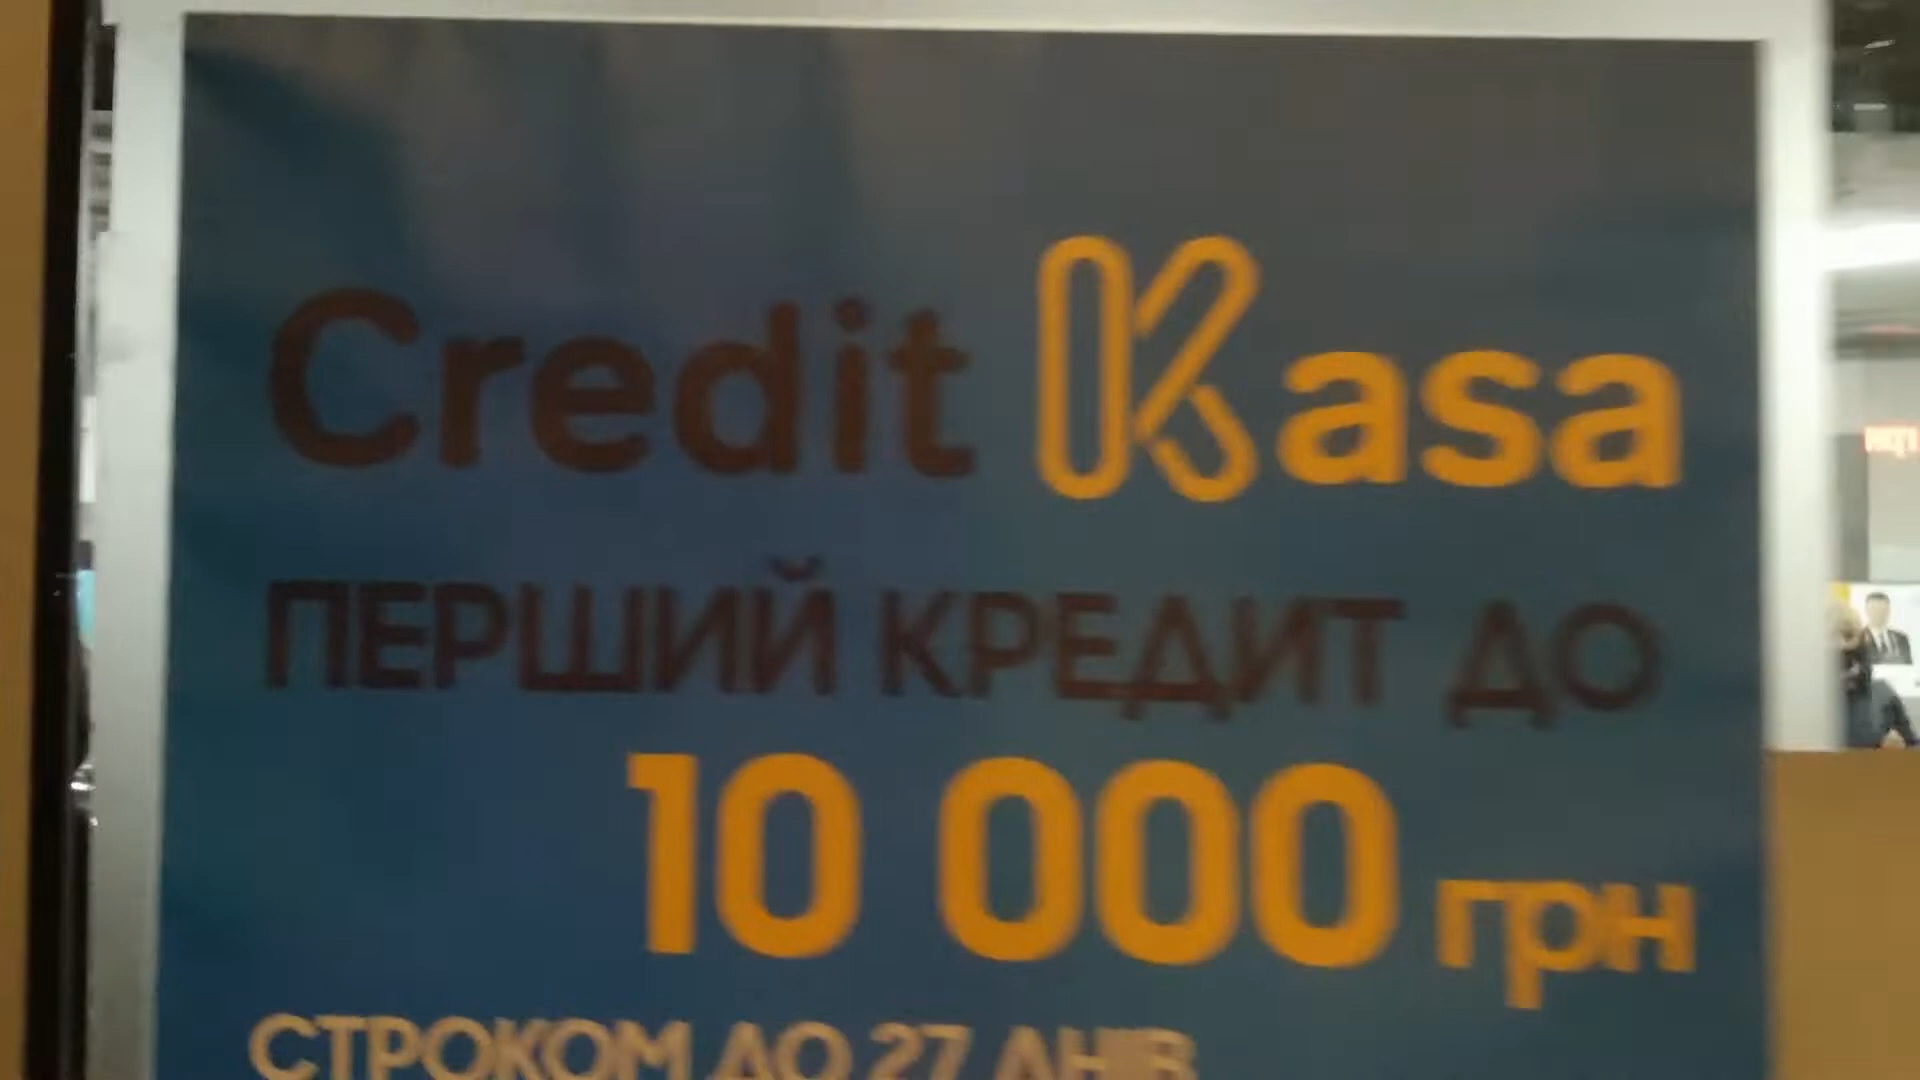 Credit Kasa
ПЕРШИЙ КРЕДИТ ДО
10 000 грн
СТРОКОМ ДО 27 ДНІВ